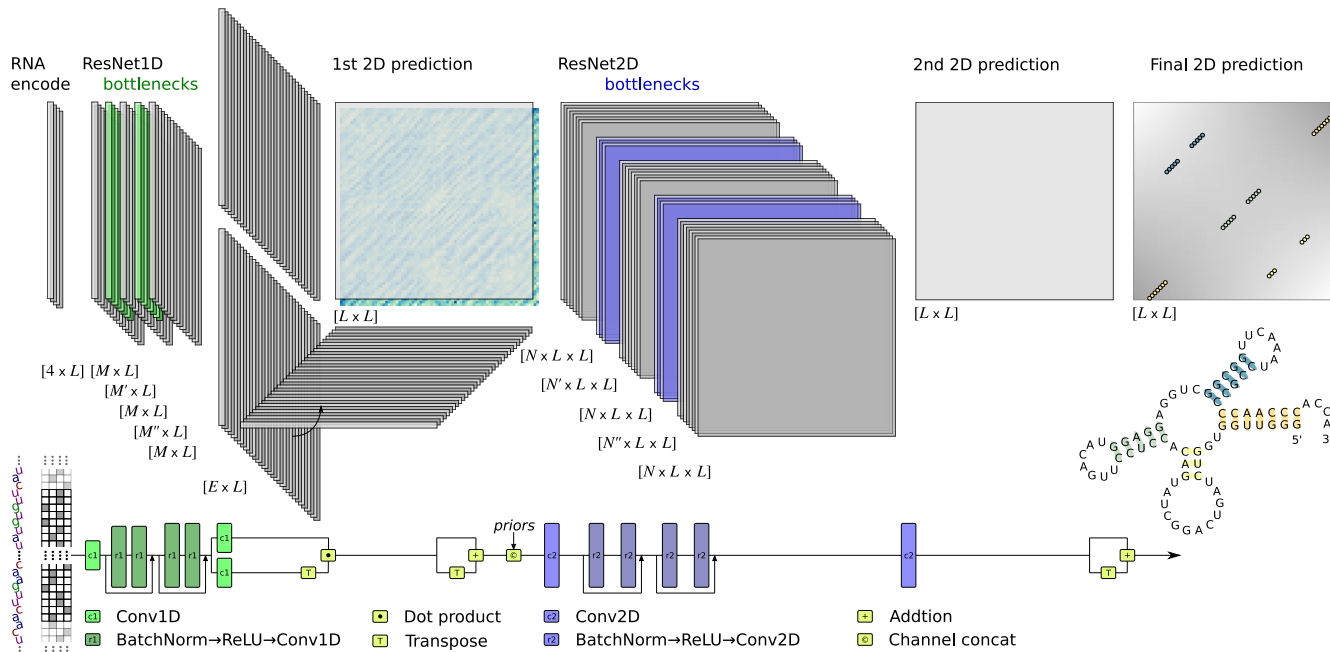 RNA
encode
ResNet1D
bottlenecks
1st 2D prediction
ResNet2D
bottlenecks
2nd 2D prediction
Final 2D prediction
[L x L]
[L x L]
[L x L]
[4 x L]
[M x L]
[M' x L]
[M x L]
[M'' x L]
[M x L]
[E x L]
[N x L x L]
[N' x L x L]
[N x L x L]
[N'' x L x L]
[N x L x L]
5'
3'
priors
c1
r1
r1
r1
r1
c1
c1
T
T
+
©
c2
r2
r2
r2
r2
c2
T
+
c1 Conv1D
r1 BatchNorm→ReLU→Conv1D
Dot product
T Transpose
c2 Conv2D
r2 BatchNorm→ReLU→Conv2D
+ Addtion
© Channel concat